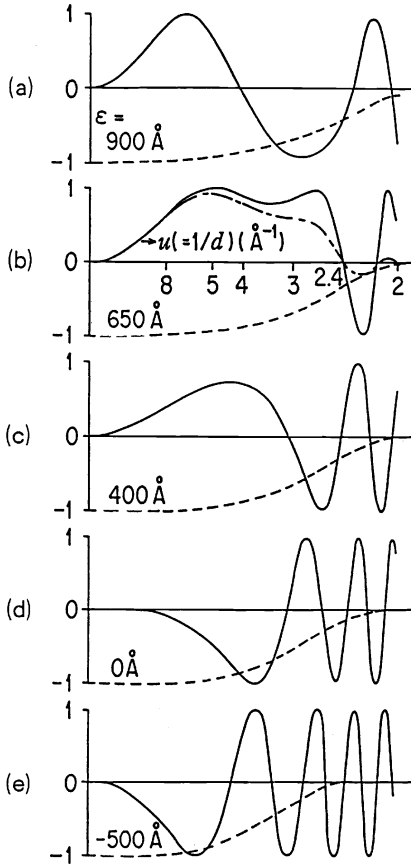 1
(a) 0
ε =
900 Å
-1
1
→u(=1/d)(Å⁻¹)
(b) 0
8 5 4 3 2.4 2
650 Å
-1
1
(c) 0
400 Å
-1
1
(d) 0
0 Å
-1
1
(e) 0
-500 Å
-1